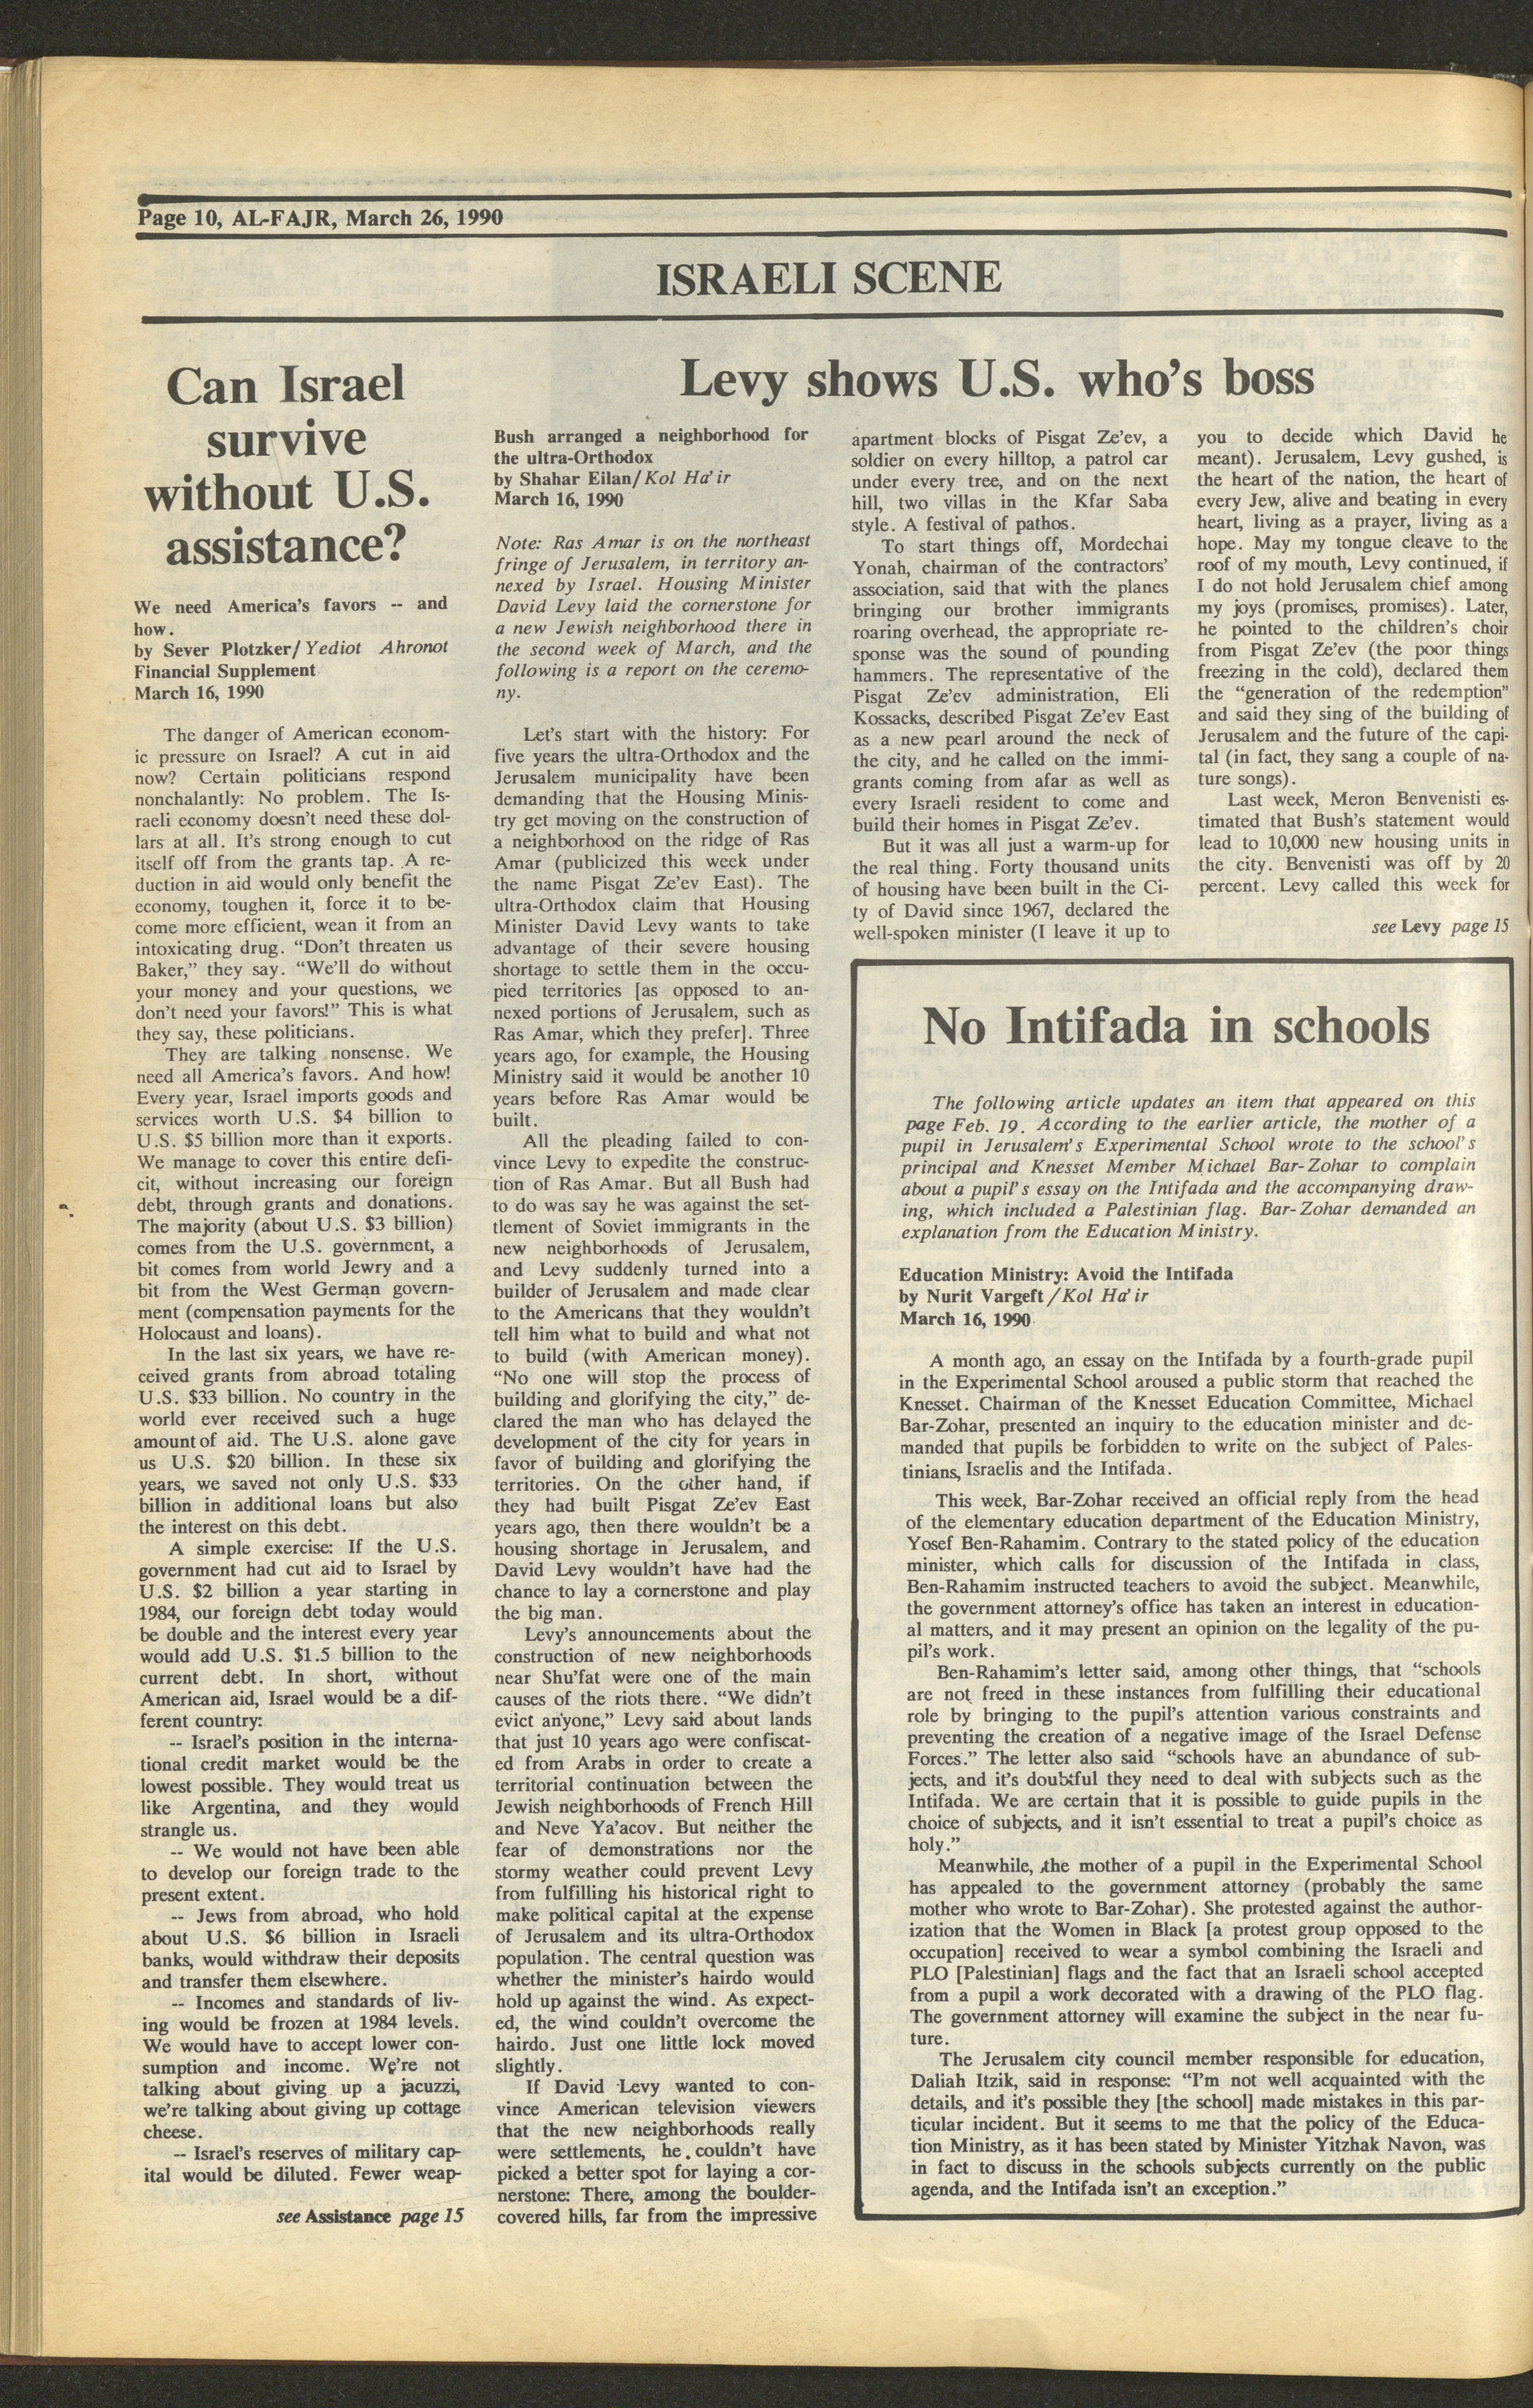 Page 10, AL-FAJR, March 26, 1990
ISRAELI SCENE
Can Israel
survive
without U.S.
assistance?
We need America's favors -- and
how.
by Sever Plotzker/Yediot Ahronot
Financial Supplement
March 16, 1990
The danger of American econom-
ic pressure on Israel? A cut in aid
now? Certain politicians respond
nonchalantly: No problem. The Is-
raeli economy doesn't need these dol-
lars at all. It's strong enough to cut
itself off from the grants tap. A re-
duction in aid would only benefit the
economy, toughen it, force it to be-
come more efficient, wean it from an
intoxicating drug. "Don't threaten us
Baker," they say. "We'll do without
your money and your questions, we
don't need your favors!" This is what
they say, these politicians.
They are talking nonsense. We
need all America's favors. And how!
Every year, Israel imports goods and
services worth U.S. $4 billion to
U.S. $5 billion more than it exports.
We manage to cover this entire defi-
cit, without increasing our foreign
debt, through grants and donations.
The majority (about U.S. $3 billion)
comes from the U.S. government, a
bit comes from world Jewry and a
bit from the West German govern-
ment (compensation payments for the
Holocaust and loans).
In the last six years, we have re-
ceived grants from abroad totaling
U.S. $33 billion. No country in the
world ever received such a huge
amount of aid. The U.S. alone gave
us U.S. $20 billion. In these six
years, we saved not only U.S. $33
billion in additional loans but also
the interest on this debt.
A simple exercise: If the U.S.
government had cut aid to Israel by
U.S. $2 billion a year starting in
1984, our foreign debt today would
be double and the interest every year
would add U.S. $1.5 billion to the
current debt. In short, without
American aid, Israel would be a dif-
ferent country:
-- Israel's position in the interna-
tional credit market would be the
lowest possible. They would treat us
like Argentina, and they would
strangle us.
-- We would not have been able
to develop our foreign trade to the
present extent.
-- Jews from abroad, who hold
about U.S. $6 billion in Israeli
banks, would withdraw their deposits
and transfer them elsewhere.
-- Incomes and standards of liv-
ing would be frozen at 1984 levels.
We would have to accept lower con-
sumption and income. We're not
talking about giving up a jacuzzi,
we're talking about giving up cottage
cheese.
-- Israel's reserves of military cap-
ital would be diluted. Fewer weap-
see Assistance page 15
Levy shows U.S. who's boss
Bush arranged a neighborhood for
the ultra-Orthodox
by Shahar Eilan/Kol Ha'ir
March 16, 1990
Note: Ras Amar is on the northeast
fringe of Jerusalem, in territory an-
nexed by Israel. Housing Minister
David Levy laid the cornerstone for
a new Jewish neighborhood there in
the second week of March, and the
following is a report on the ceremo-
ny.
Let's start with the history: For
five years the ultra-Orthodox and the
Jerusalem municipality have been
demanding that the Housing Minis-
try get moving on the construction of
a neighborhood on the ridge of Ras
Amar (publicized this week under
the name Pisgat Ze'ev East). The
ultra-Orthodox claim that Housing
Minister David Levy wants to take
advantage of their severe housing
shortage to settle them in the occu-
pied territories [as opposed to an-
nexed portions of Jerusalem, such as
Ras Amar, which they prefer]. Three
years ago, for example, the Housing
Ministry said it would be another 10
years before Ras Amar would be
built.
All the pleading failed to con-
vince Levy to expedite the construc-
tion of Ras Amar. But all Bush had
to do was say he was against the set-
tlement of Soviet immigrants in the
new neighborhoods of Jerusalem,
and Levy suddenly turned into a
builder of Jerusalem and made clear
to the Americans that they wouldn't
tell him what to build and what not
to build (with American money).
"No one will stop the process of
building and glorifying the city," de-
clared the man who has delayed the
development of the city for years in
favor of building and glorifying the
territories. On the other hand, if
they had built Pisgat Ze'ev East
years ago, then there wouldn't be a
housing shortage in Jerusalem, and
David Levy wouldn't have had the
chance to lay a cornerstone and play
the big man.
Levy's announcements about the
construction of new neighborhoods
near Shu'fat were one of the main
causes of the riots there. "We didn't
evict anyone," Levy said about lands
that just 10 years ago were confiscat-
ed from Arabs in order to create a
territorial continuation between the
Jewish neighborhoods of French Hill
and Neve Ya'acov. But neither the
fear of demonstrations nor the
stormy weather could prevent Levy
from fulfilling his historical right to
make political capital at the expense
of Jerusalem and its ultra-Orthodox
population. The central question was
whether the minister's hairdo would
hold up against the wind. As expect-
ed, the wind couldn't overcome the
hairdo. Just one little lock moved
slightly.
If David Levy wanted to con-
vince American television viewers
that the new neighborhoods really
were settlements, he couldn't have
picked a better spot for laying a cor-
nerstone: There, among the boulder-
covered hills, far from the impressive
apartment blocks of Pisgat Ze'ev, a
soldier on every hilltop, a patrol car
under every tree, and on the next
hill, two villas in the Kfar Saba
style. A festival of pathos.
To start things off, Mordechai
Yonah, chairman of the contractors'
association, said that with the planes
bringing our brother immigrants
roaring overhead, the appropriate re-
sponse was the sound of pounding
hammers. The representative of the
Pisgat Ze'ev administration, Eli
Kossacks, described Pisgat Ze'ev East
as a new pearl around the neck of
the city, and he called on the immi-
grants coming from afar as well as
every Israeli resident to come and
build their homes in Pisgat Ze'ev.
But it was all just a warm-up for
the real thing. Forty thousand units
of housing have been built in the Ci-
ty of David since 1967, declared the
well-spoken minister (I leave it up to
you to decide which David he
meant). Jerusalem, Levy gushed, is
the heart of the nation, the heart of
every Jew, alive and beating in every
heart, living as a prayer, living as a
hope. May my tongue cleave to the
roof of my mouth, Levy continued, if
I do not hold Jerusalem chief among
my joys (promises, promises). Later,
he pointed to the children's choir
from Pisgat Ze'ev (the poor things
freezing in the cold), declared them
the "generation of the redemption"
and said they sing of the building of
Jerusalem and the future of the capi-
tal (in fact, they sang a couple of na-
ture songs).
Last week, Meron Benvenisti es-
timated that Bush's statement would
lead to 10,000 new housing units in
the city. Benvenisti was off by 20
percent. Levy called this week for
see Levy page 15
No Intifada in schools
The following article updates an item that appeared on this
page Feb. 19. According to the earlier article, the mother of a
pupil in Jerusalem's Experimental School wrote to the school's
principal and Knesset Member Michael Bar-Zohar to complain
about a pupil's essay on the Intifada and the accompanying draw-
ing, which included a Palestinian flag. Bar-Zohar demanded an
explanation from the Education Ministry.
Education Ministry: Avoid the Intifada
by Nurit Vargeft/Kol Ha'ir
March 16, 1990
A month ago, an essay on the Intifada by a fourth-grade pupil
in the Experimental School aroused a public storm that reached the
Knesset. Chairman of the Knesset Education Committee, Michael
Bar-Zohar, presented an inquiry to the education minister and de-
manded that pupils be forbidden to write on the subject of Pales-
tinians, Israelis and the Intifada.
This week, Bar-Zohar received an official reply from the head
of the elementary education department of the Education Ministry,
Yosef Ben-Rahamim. Contrary to the stated policy of the education
minister, which calls for discussion of the Intifada in class,
Ben-Rahamim instructed teachers to avoid the subject. Meanwhile,
the government attorney's office has taken an interest in education-
al matters, and it may present an opinion on the legality of the pu-
pil's work.
Ben-Rahamim's letter said, among other things, that "schools
are not freed in these instances from fulfilling their educational
role by bringing to the pupil's attention various constraints and
preventing the creation of a negative image of the Israel Defense
Forces." The letter also said "schools have an abundance of sub-
jects, and it's doubtful they need to deal with subjects such as the
Intifada. We are certain that it is possible to guide pupils in the
choice of subjects, and it isn't essential to treat a pupil's choice as
holy."
Meanwhile, the mother of a pupil in the Experimental School
has appealed to the government attorney (probably the same
mother who wrote to Bar-Zohar). She protested against the author-
ization that the Women in Black [a protest group opposed to the
occupation] received to wear a symbol combining the Israeli and
PLO [Palestinian] flags and the fact that an Israeli school accepted
from a pupil a work decorated with a drawing of the PLO flag.
The government attorney will examine the subject in the near fu-
ture.
The Jerusalem city council member responsible for education,
Daliah Itzik, said in response: "I'm not well acquainted with the
details, and it's possible they [the school] made mistakes in this par-
ticular incident. But it seems to me that the policy of the Educa-
tion Ministry, as it has been stated by Minister Yitzhak Navon, was
in fact to discuss in the schools subjects currently on the public
agenda, and the Intifada isn't an exception."